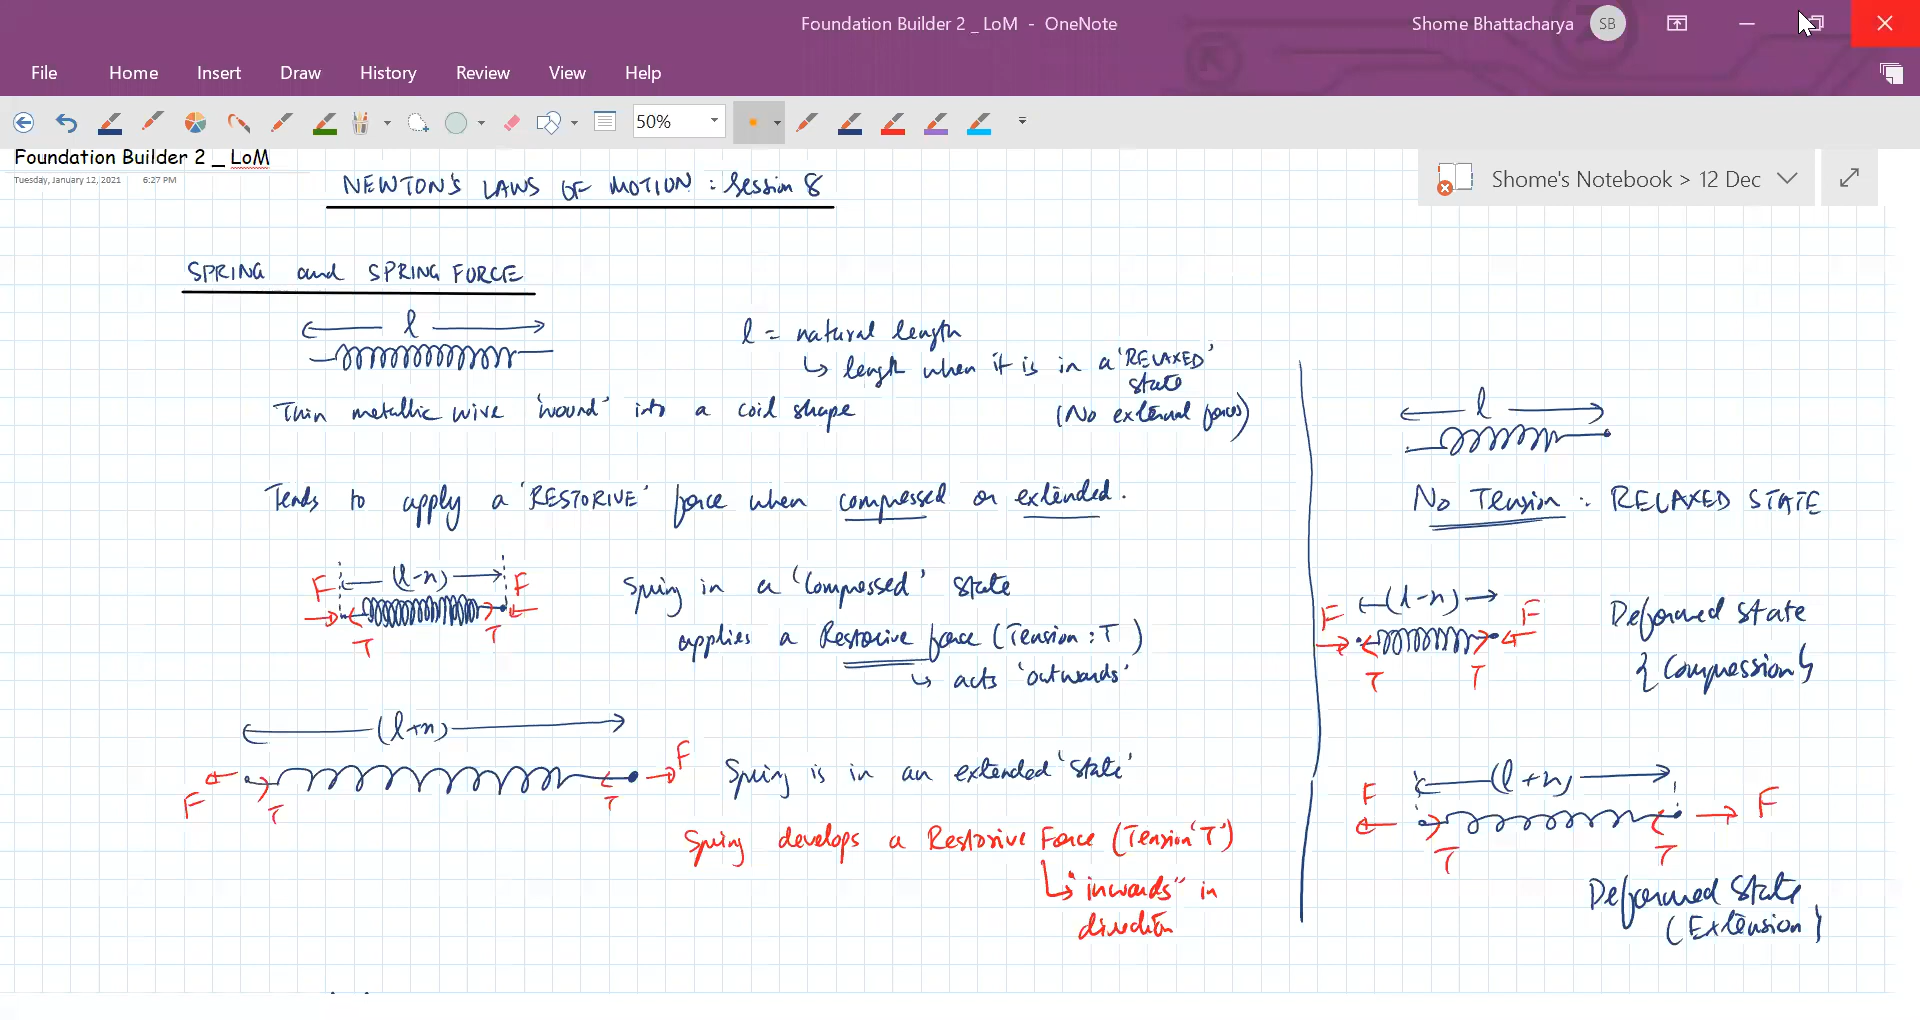 Foundation Builder 2 _ LoM - OneNote
Shome Bhattacharya SB
File Home Insert Draw History Review View Help
50%
Foundation Builder 2 _ LoM
Tuesday, January 12, 2021 6:27 PM
Shome's Notebook > 12 Dec
NEWTON'S LAWS OF MOTION : Session 8
SPRING and SPRING FORCE
l
l = natural length
↳ length when it is in a 'RELAXED'
state
(No external forces)
Thin metallic wire 'wound' into a coil shape
Tends to apply a 'RESTORIVE' force when compressed or extended.
F (l-x) F
T T
Spring in a 'Compressed' state
applies a Restorive force (Tension : T)
↳ acts 'outwards'
(l+x)
F T T F
Spring is in an extended 'state'
Spring develops a Restorive Force (Tension 'T')
↳ "inwards" in
direction
l
No Tension : RELAXED STATE
F (l-x) F
T T
Deformed State
{Compression}
(l+x)
F F
T T
Deformed State
(Extension)